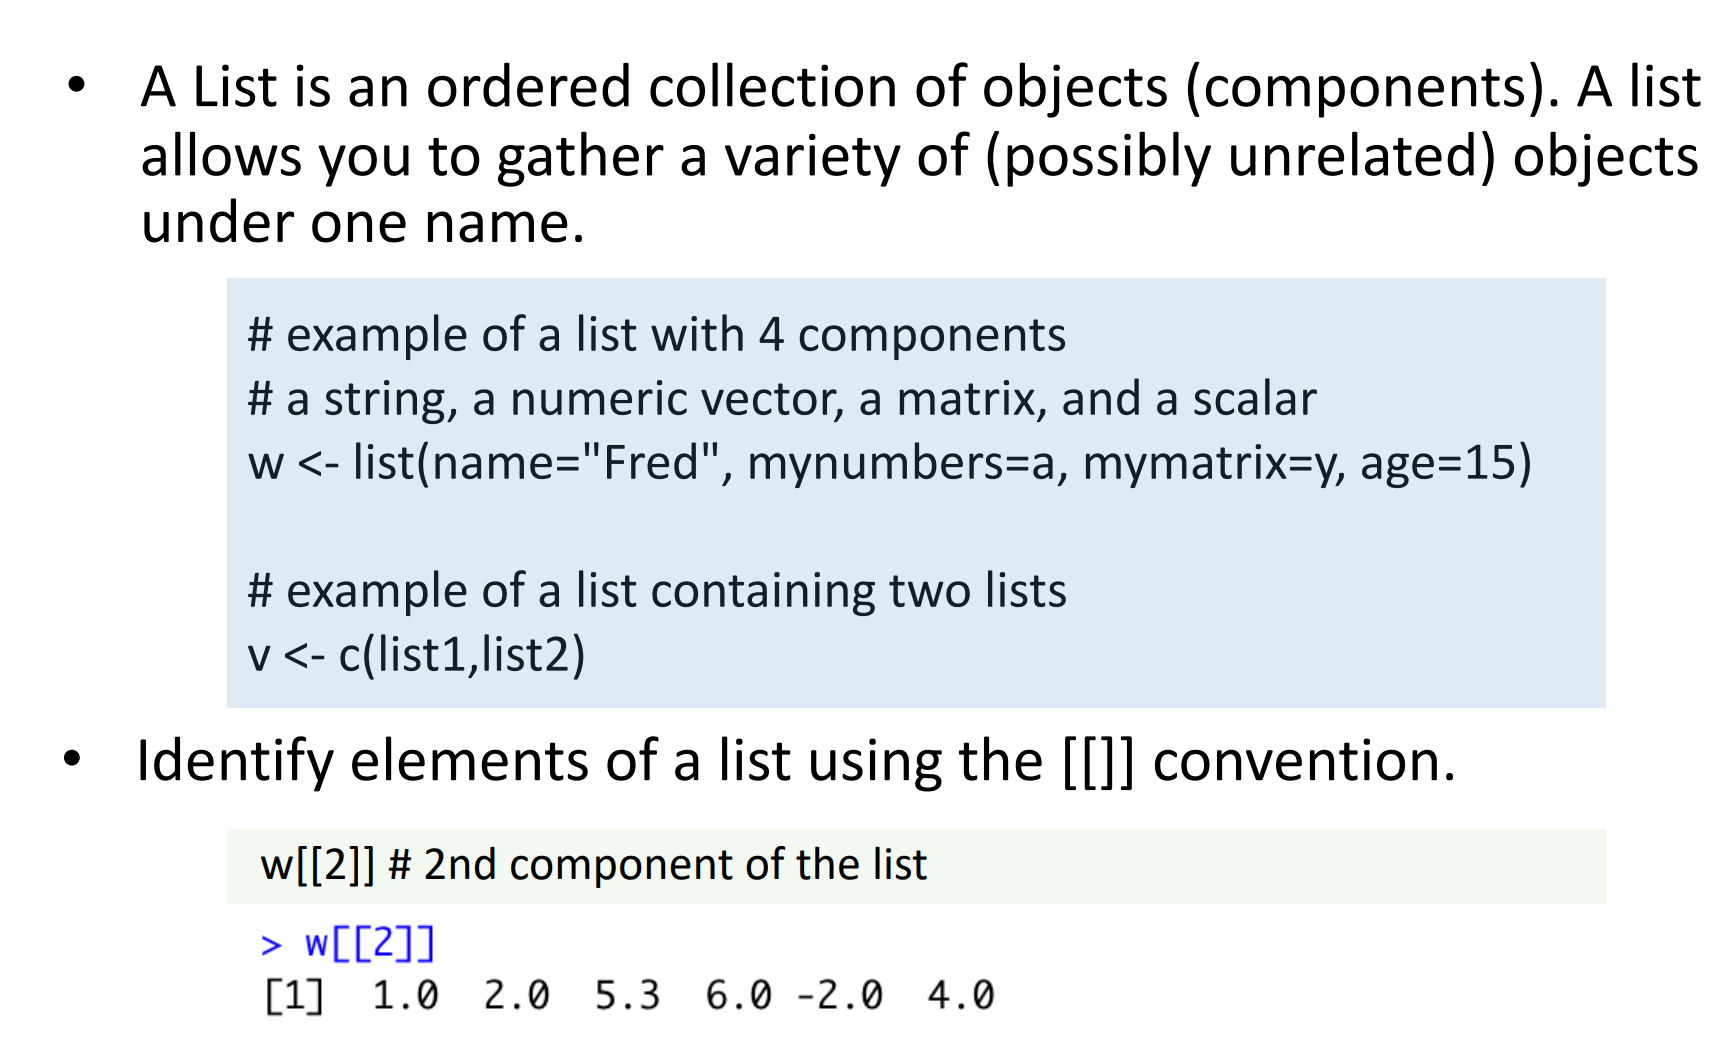 • A List is an ordered collection of objects (components). A list
allows you to gather a variety of (possibly unrelated) objects
under one name.
# example of a list with 4 components
# a string, a numeric vector, a matrix, and a scalar
w <- list(name="Fred", mynumbers=a, mymatrix=y, age=15)
# example of a list containing two lists
v <- c(list1,list2)
• Identify elements of a list using the [[]] convention.
w[[2]] # 2nd component of the list
> w[[2]]
[1]  1.0  2.0  5.3  6.0 -2.0  4.0